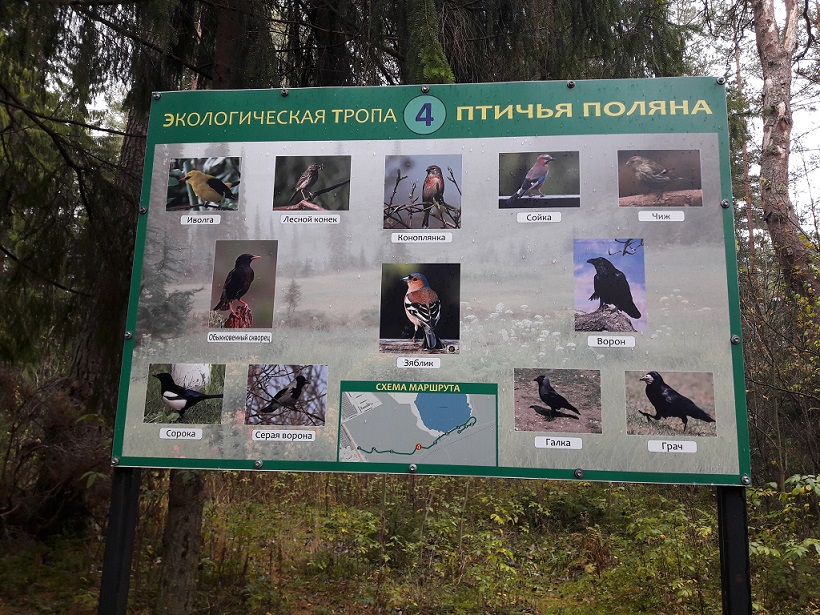 ЭКОЛОГИЧЕСКАЯ ТРОПА 4 ПТИЧЬЯ ПОЛЯНА
Иволга
Лесной конек
Коноплянка
Сойка
Чиж
Обыкновенный скворец
Зяблик
Ворон
Сорока
Серая ворона
СХЕМА МАРШРУТА
Галка
Грач